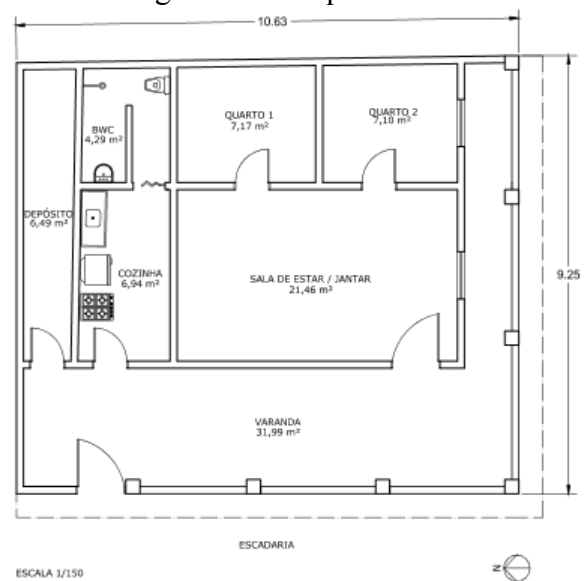 10.63
BWC
4,29 m²
QUARTO 1
7,17 m²
QUARTO 2
7,10 m²
DEPÓSITO
6,49 m²
COZINHA
6,94 m²
SALA DE ESTAR / JANTAR
21,46 m²
9.25
VARANDA
31,99 m²
ESCADARIA
ESCALA 1/150
N